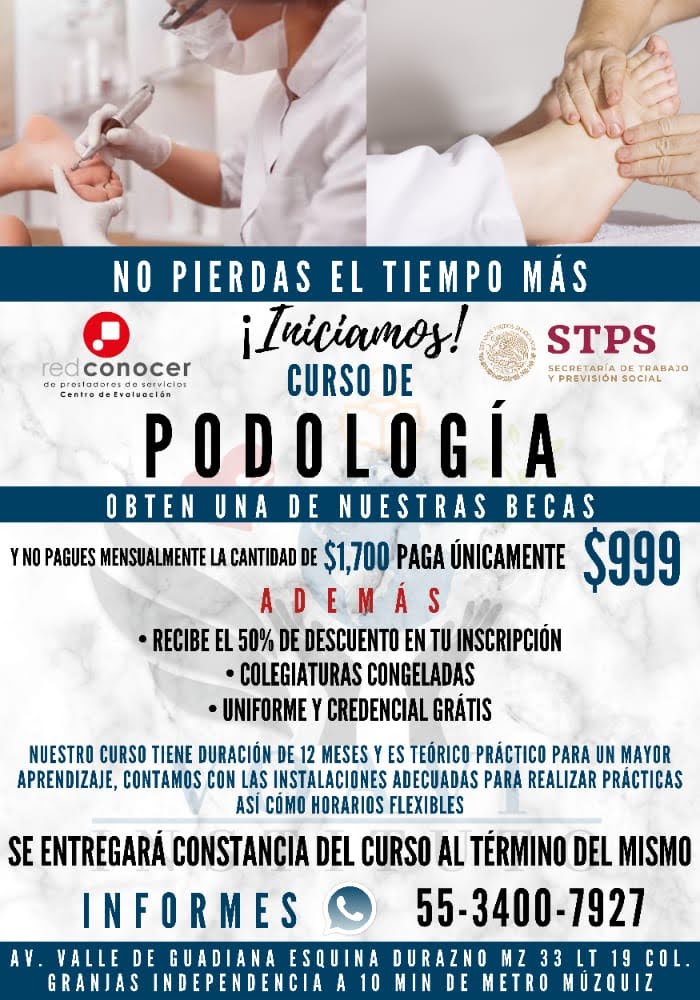 NO PIERDAS EL TIEMPO MÁS
¡Iniciamos!
red conocer
de prestadores de servicios
Centro de Evaluación
STPS
SECRETARÍA DE TRABAJO
Y PREVISIÓN SOCIAL
CURSO DE
PODOLOGÍA
OBTEN UNA DE NUESTRAS BECAS
Y NO PAGUES MENSUALMENTE LA CANTIDAD DE $1,700 PAGA ÚNICAMENTE $999
ADEMÁS
• RECIBE EL 50% DE DESCUENTO EN TU INSCRIPCIÓN
• COLEGIATURAS CONGELADAS
• UNIFORME Y CREDENCIAL GRÁTIS
NUESTRO CURSO TIENE DURACIÓN DE 12 MESES Y ES TEÓRICO PRÁCTICO PARA UN MAYOR
APRENDIZAJE, CONTAMOS CON LAS INSTALACIONES ADECUADAS PARA REALIZAR PRÁCTICAS
ASÍ CÓMO HORARIOS FLEXIBLES
INSTITUTO
SE ENTREGARÁ CONSTANCIA DEL CURSO AL TÉRMINO DEL MISMO
INFORMES 55-3400-7927
AV. VALLE DE GUADIANA ESQUINA DURAZNO MZ 33 LT 19 COL.
GRANJAS INDEPENDENCIA A 10 MIN DE METRO MÚZQUIZ